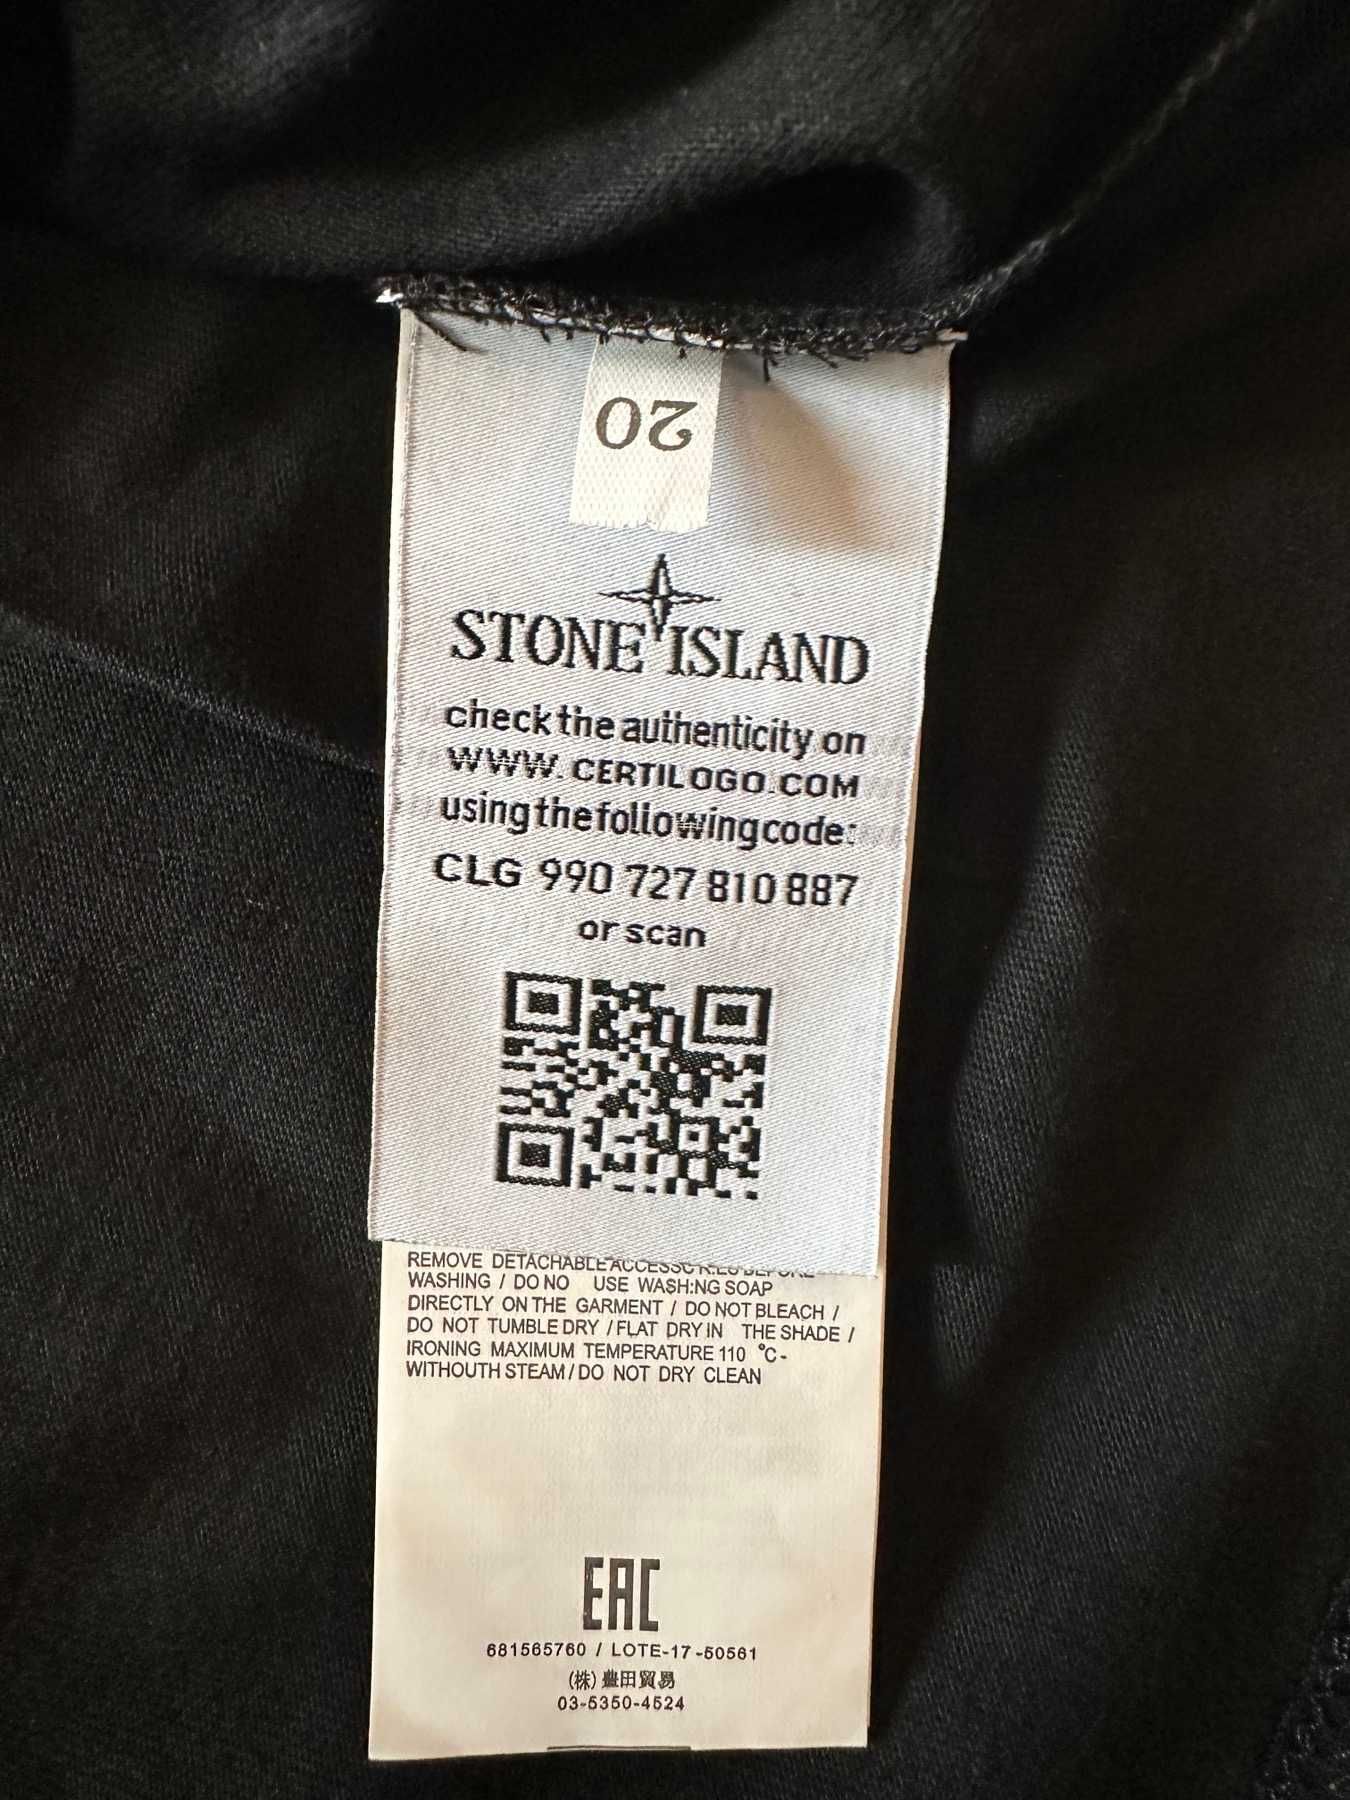 20
STONE ISLAND
check the authenticity on
WWW.CERTILOGO.COM
using the following code:
CLG 990 727 810 887
or scan
REMOVE DETACHABLE BEFORE
WASHING / DO NO USE WASH:NG SOAP
DIRECTLY ON THE GARMENT / DO NOT BLEACH /
DO NOT TUMBLE DRY / FLAT DRY IN THE SHADE /
IRONING MAXIMUM TEMPERATURE 110 °C-
WITHOUTH STEAM / DO NOT DRY CLEAN
EAC
681565760 / LOTE-17-50561
(株) 豊田貿易
03-5350-4524